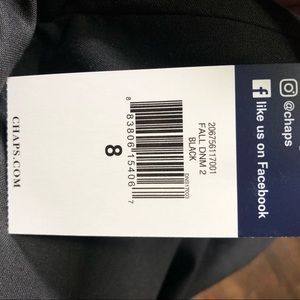 @chaps
f like us on Facebook
206756117001
FALL DNM 2
BLACK
8 83806 15406 7
8
CHAPS.COM